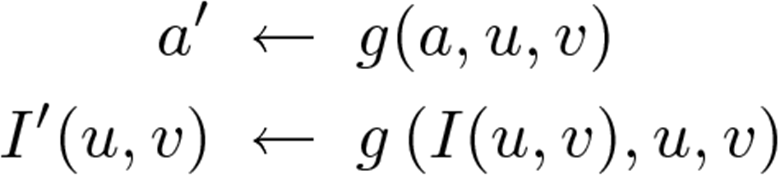 a′ ← g(a, u, v)
I′(u, v) ← g (I(u, v), u, v)